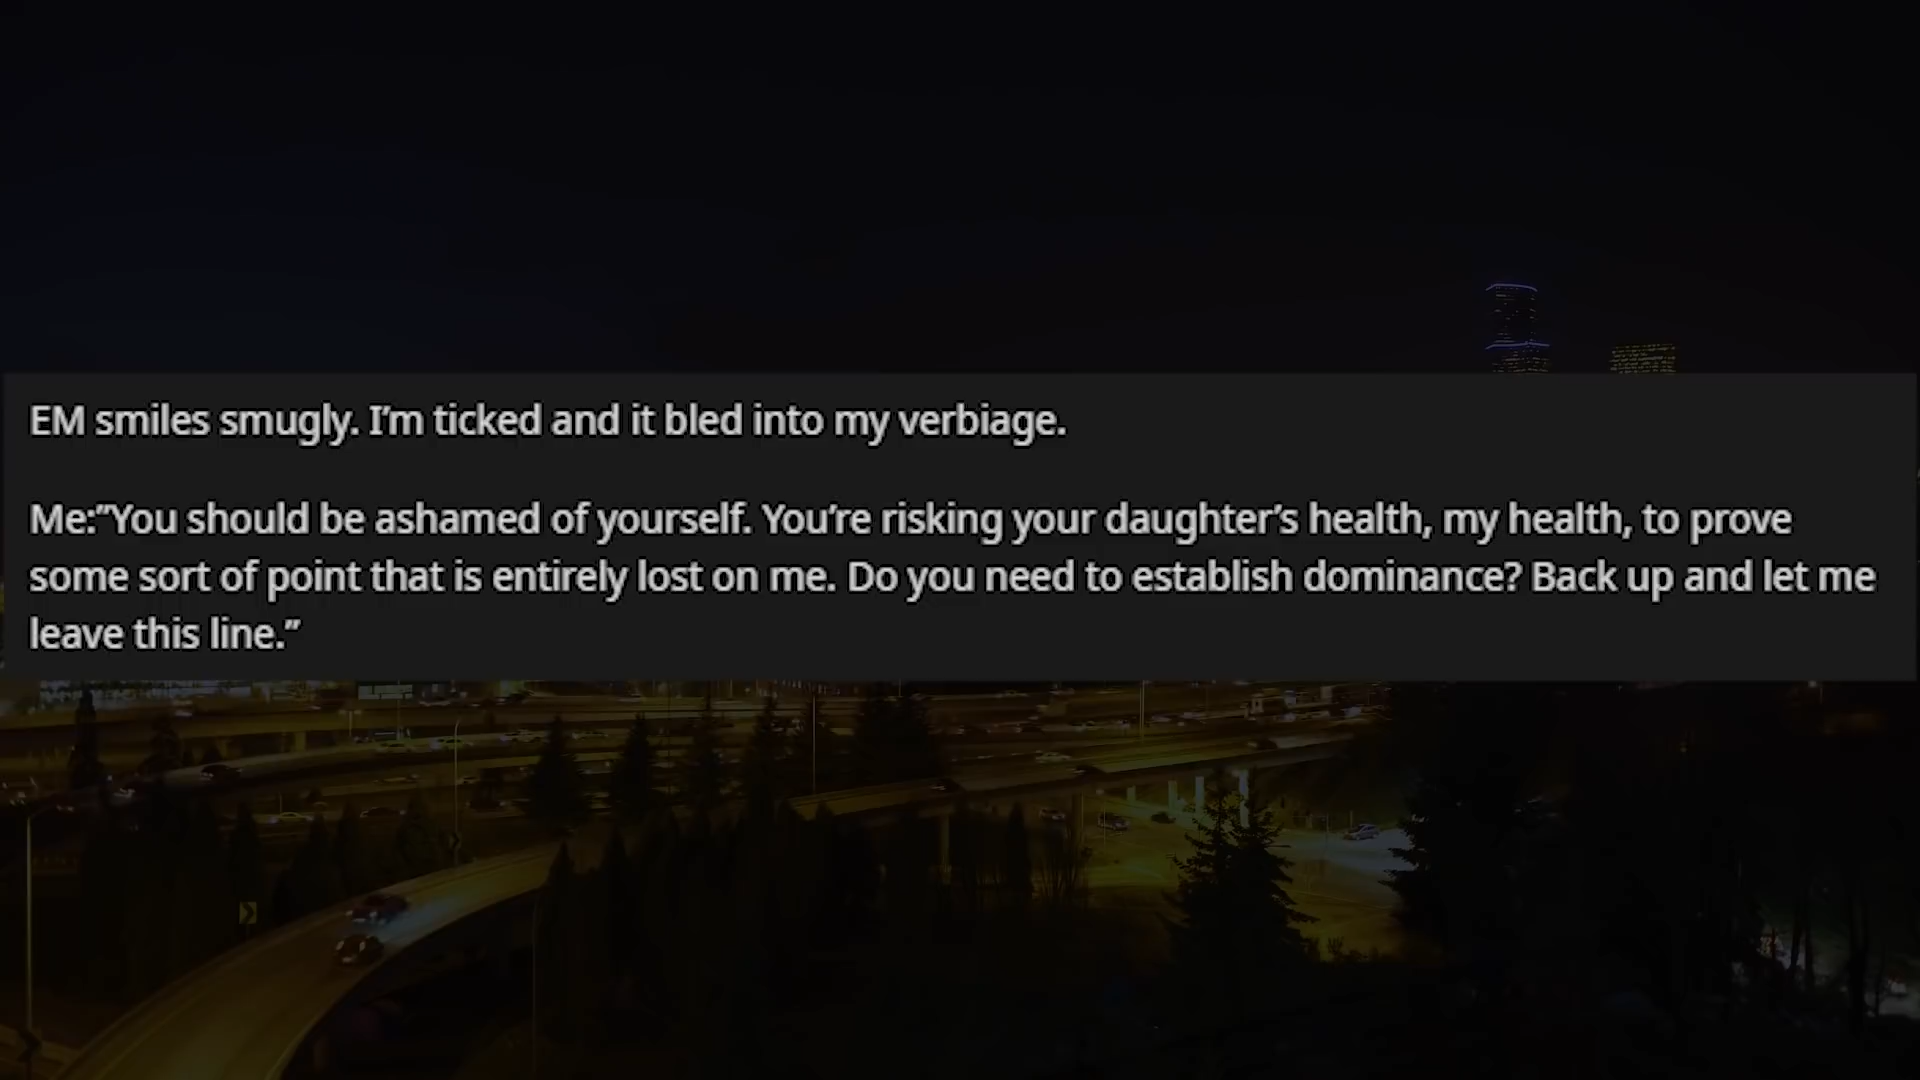 EM smiles smugly. I’m ticked and it bled into my verbiage.
Me:”You should be ashamed of yourself. You’re risking your daughter’s health, my health, to prove
some sort of point that is entirely lost on me. Do you need to establish dominance? Back up and let me
leave this line.”